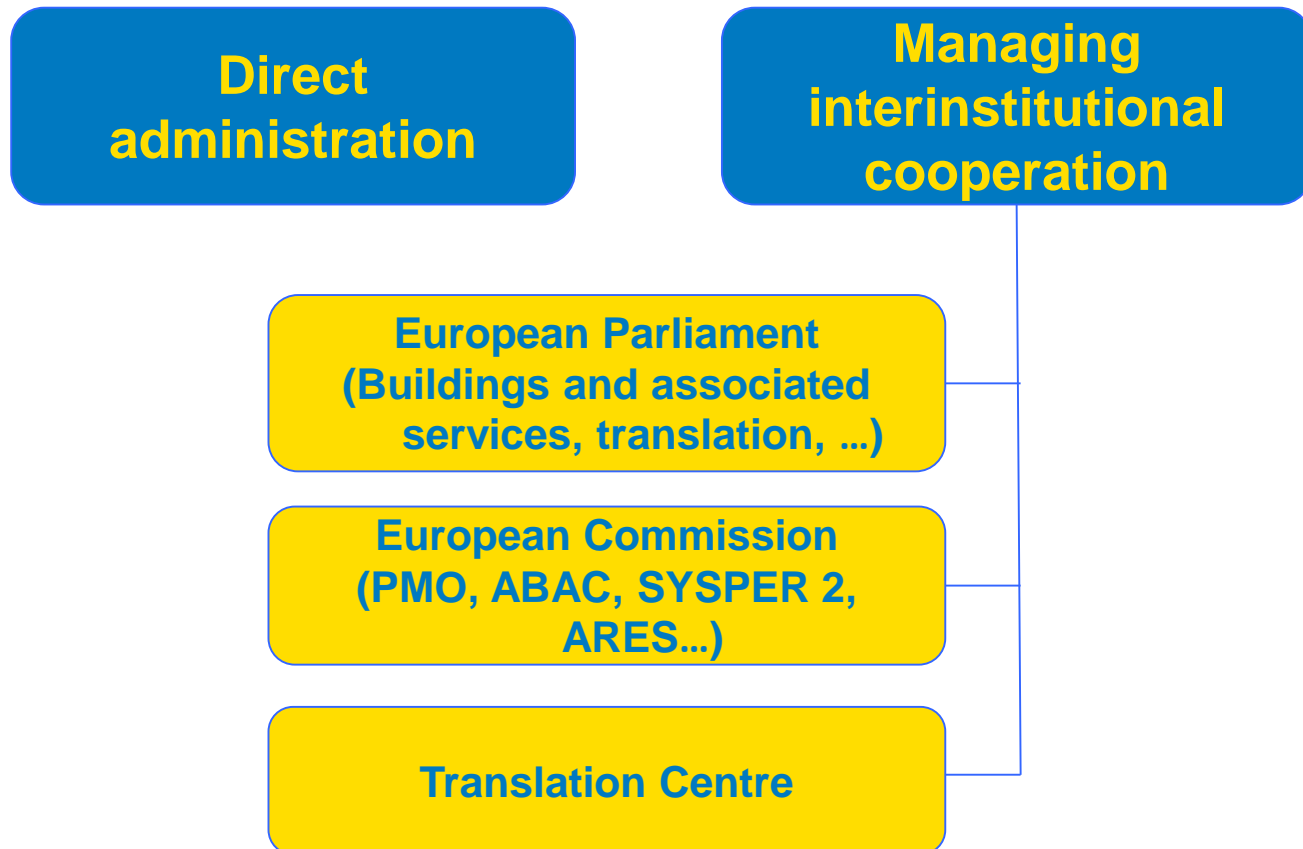 Direct
administration
Managing
interinstitutional
cooperation
European Parliament
(Buildings and associated
services, translation, …)
European Commission
(PMO, ABAC, SYSPER 2,
ARES…)
Translation Centre